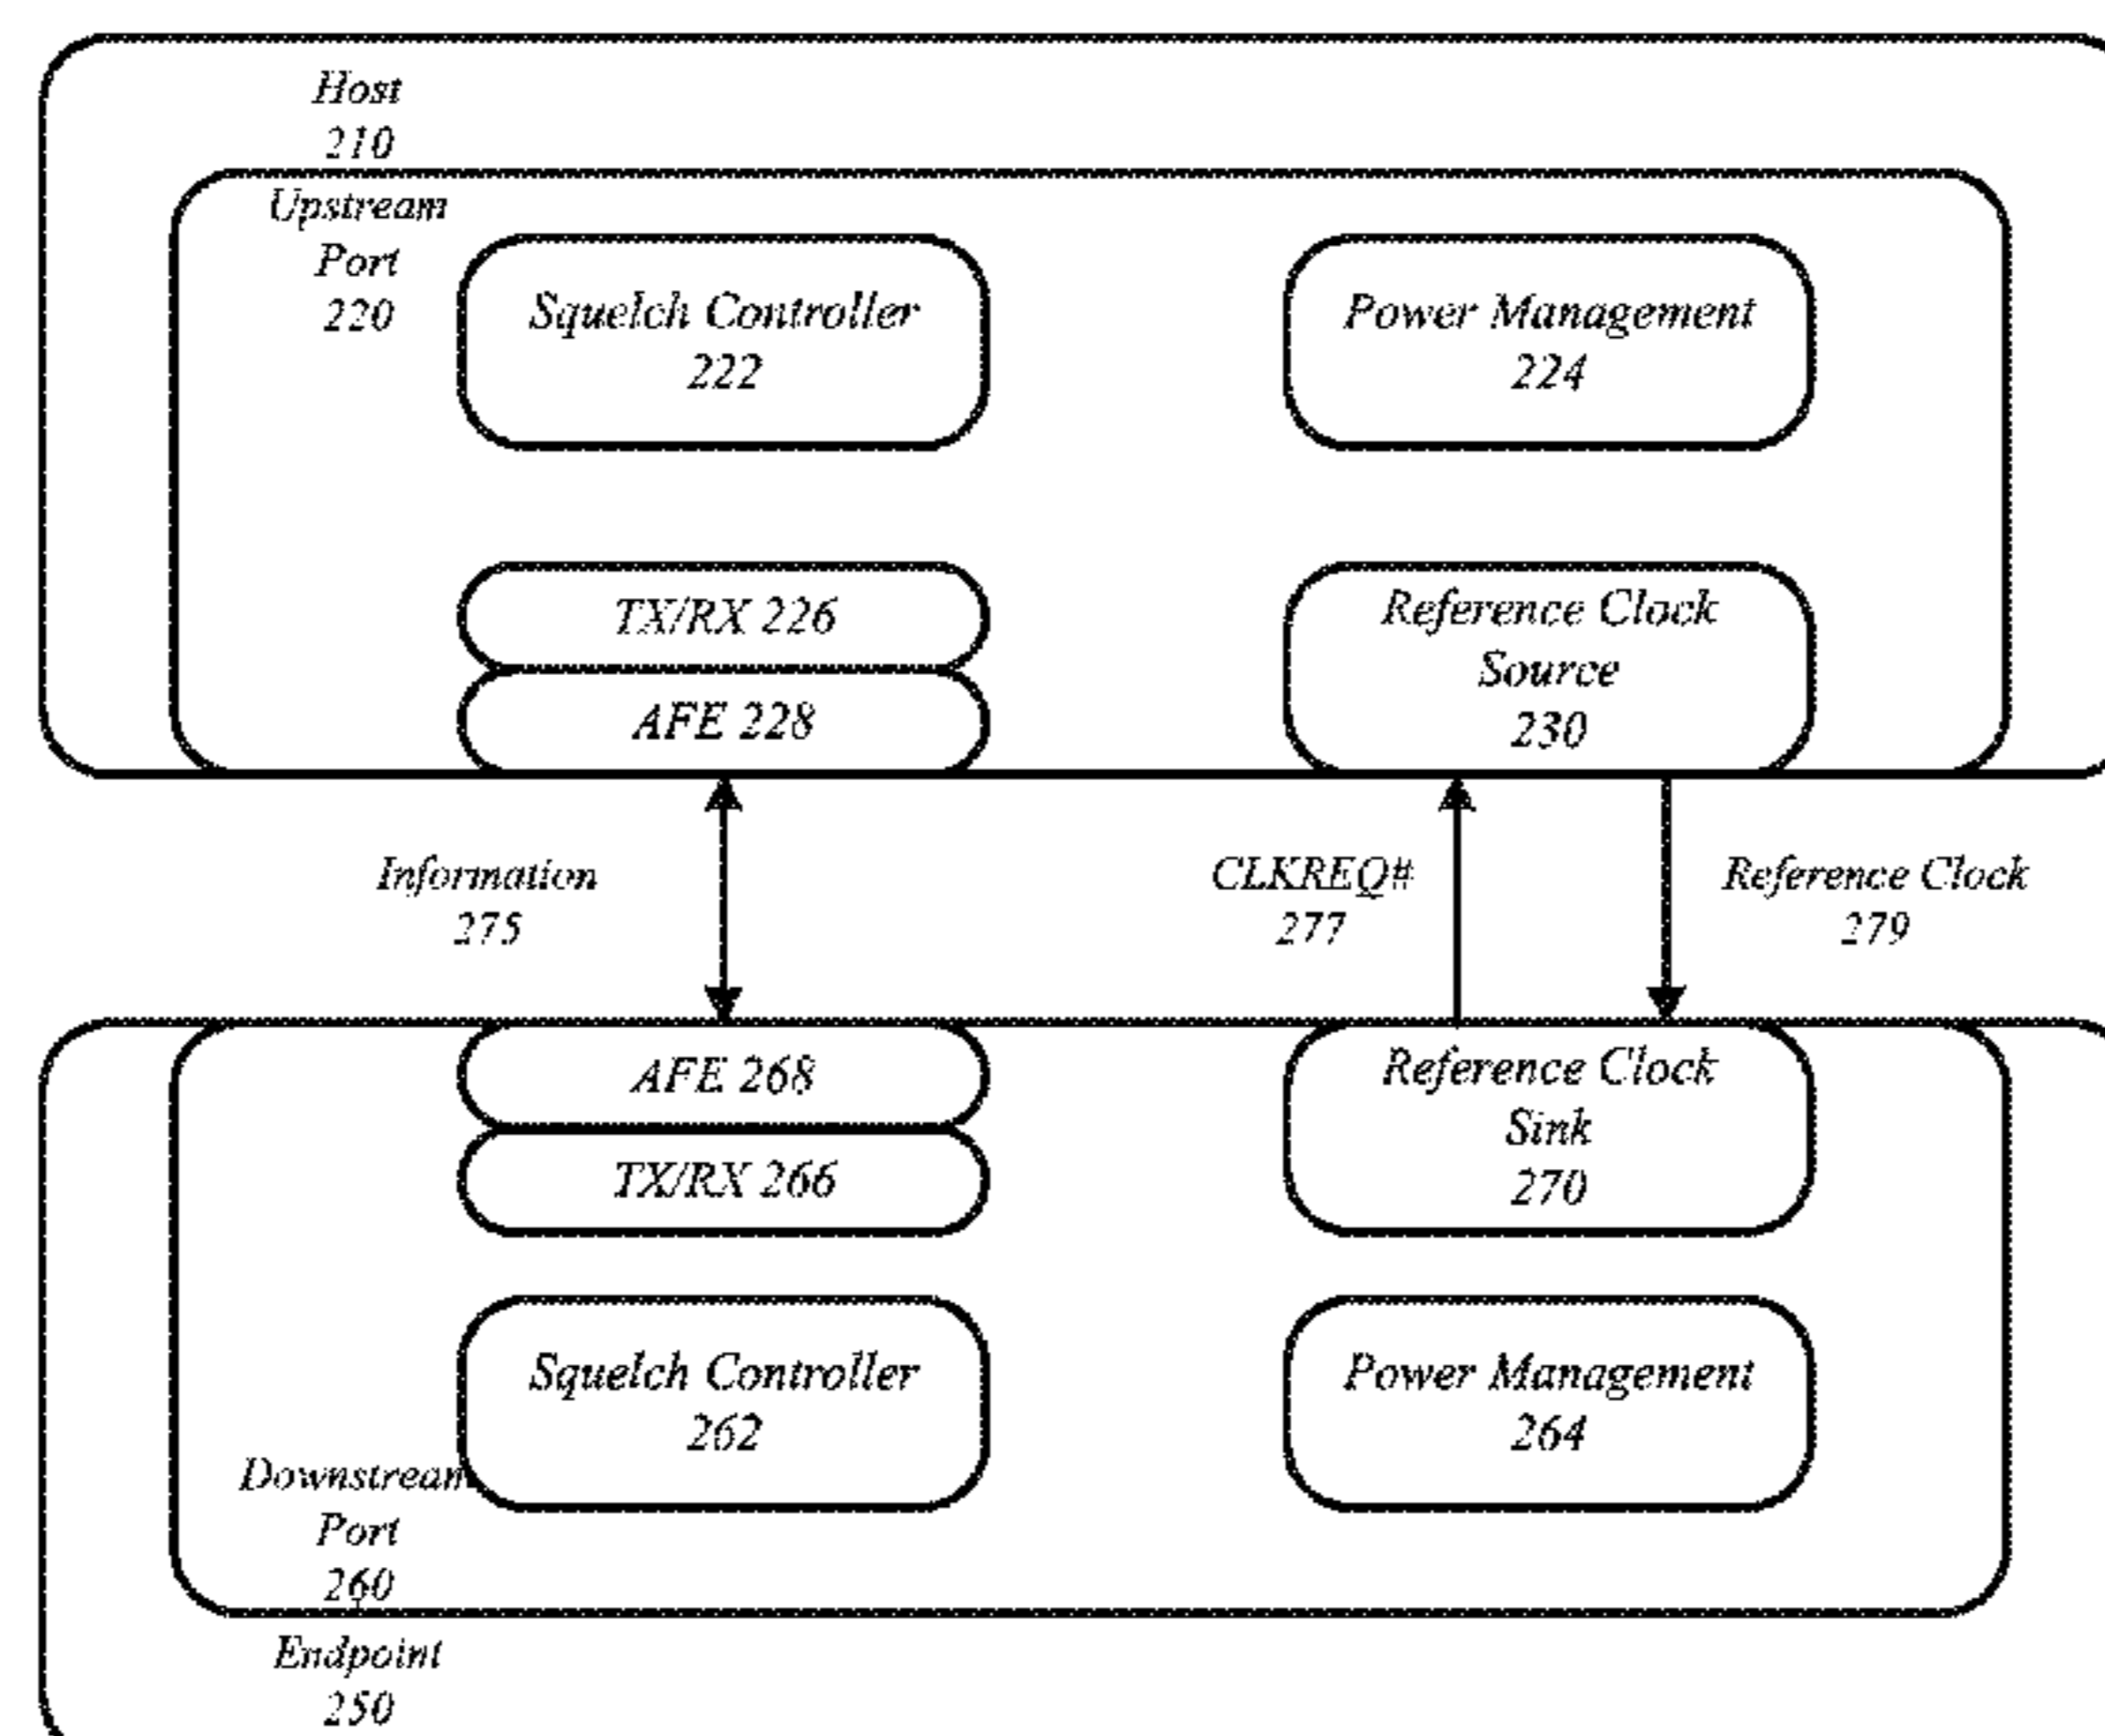 Host
210
Upstream
Port
220
Squelch Controller
222
Power Management
224
TX/RX 226
AFE 228
Reference Clock
Source
230
Information
275
CLKREQ#
277
Reference Clock
279
AFE 268
TX/RX 266
Reference Clock
Sink
270
Squelch Controller
262
Power Management
264
Downstream
Port
260
Endpoint
250